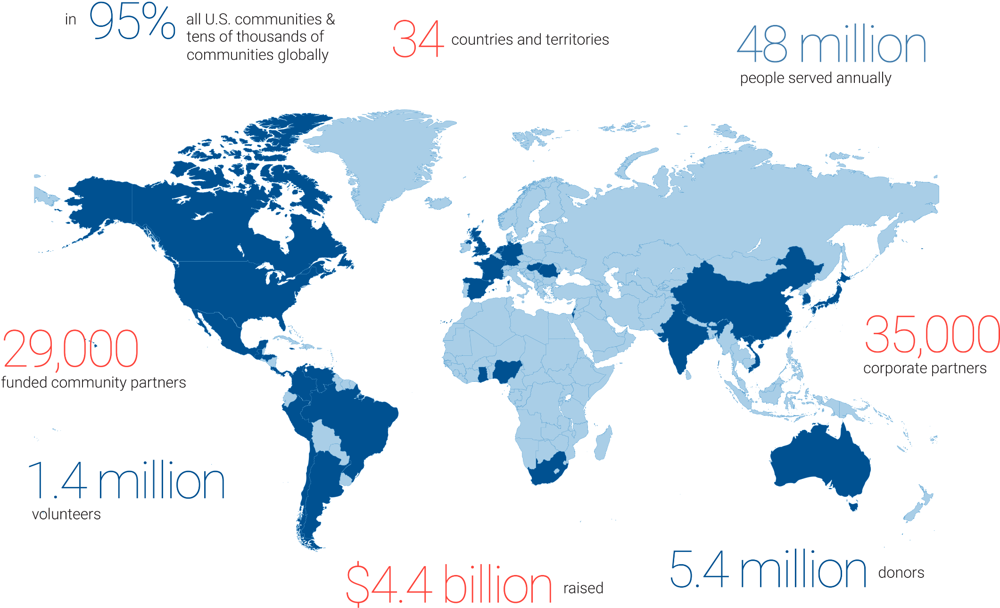 in 95% all U.S. communities &
tens of thousands of
communities globally
34 countries and territories
48 million
people served annually
29,000
funded community partners
35,000
corporate partners
1.4 million
volunteers
$4.4 billion raised
5.4 million donors